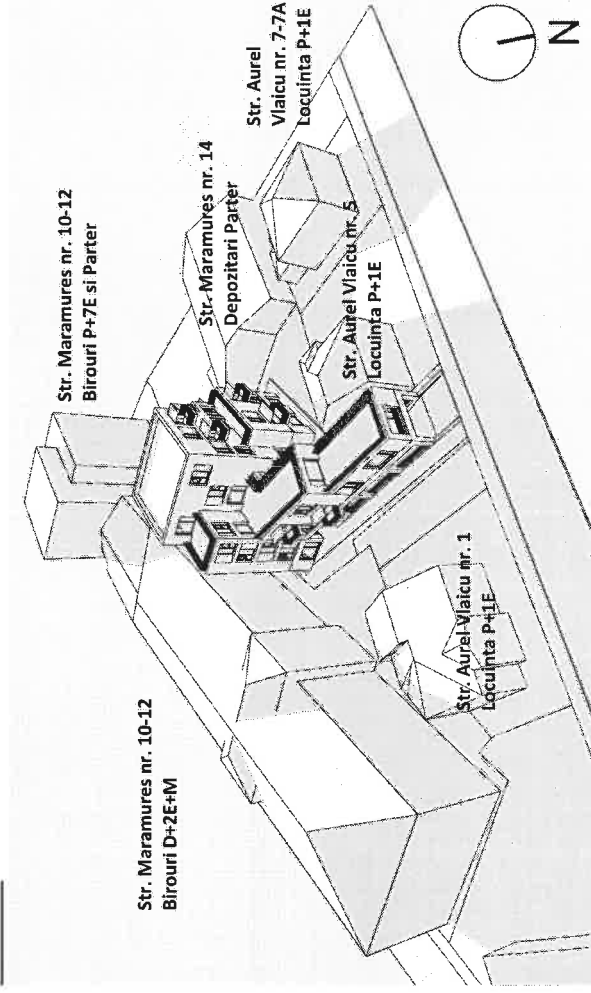 Str. Maramures nr. 10-12
Birouri P+7E si Parter
Str. Aurel
Vlaicu nr. 7-7A
Locuinta P+1E
Str. Maramures nr. 14
Depozitari Parter
Str. Aurel Vlaicu nr. 5
Locuinta P+1E
Str. Maramures nr. 10-12
Birouri D+2E+M
Str. Aurel Vlaicu nr. 1
Locuinta P+1E
N